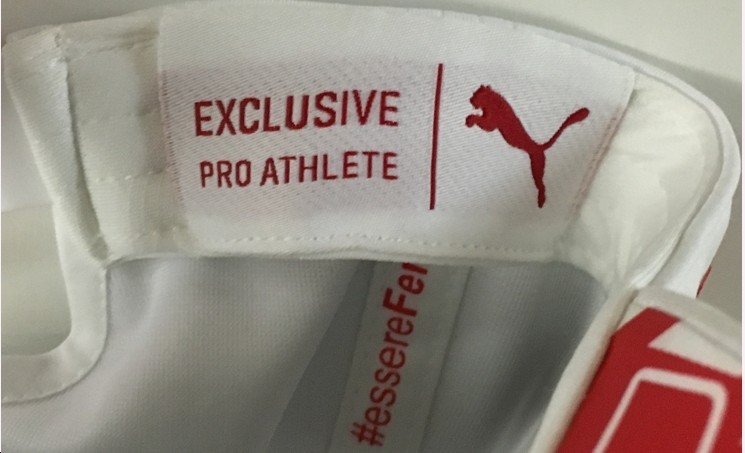 EXCLUSIVE
PRO ATHLETE
#essereFer